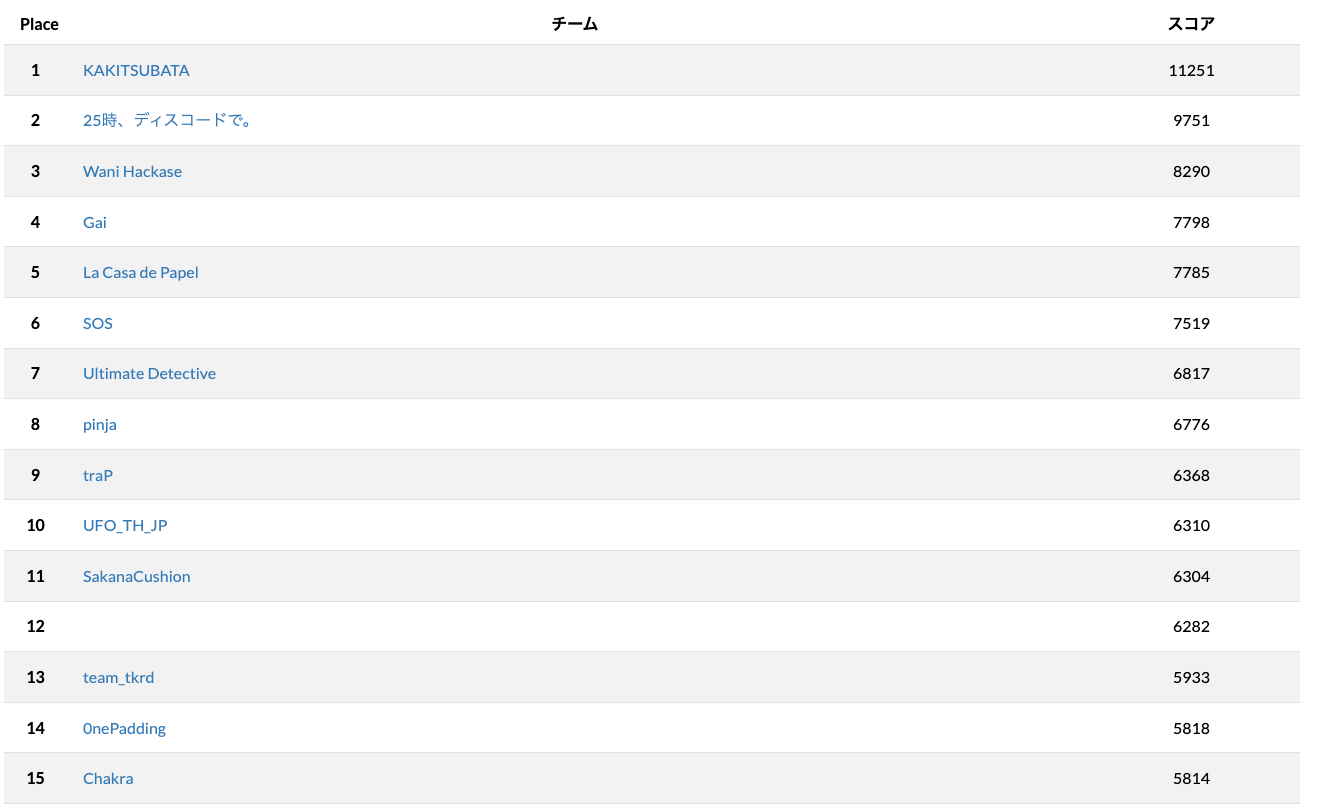 Place チーム スコア
1 KAKITSUBATA 11251
2 25時、ディスコードで。 9751
3 Wani Hackase 8290
4 Gai 7798
5 La Casa de Papel 7785
6 SOS 7519
7 Ultimate Detective 6817
8 pinja 6776
9 traP 6368
10 UFO_TH_JP 6310
11 SakanaCushion 6304
12 6282
13 team_tkrd 5933
14 0nePadding 5818
15 Chakra 5814